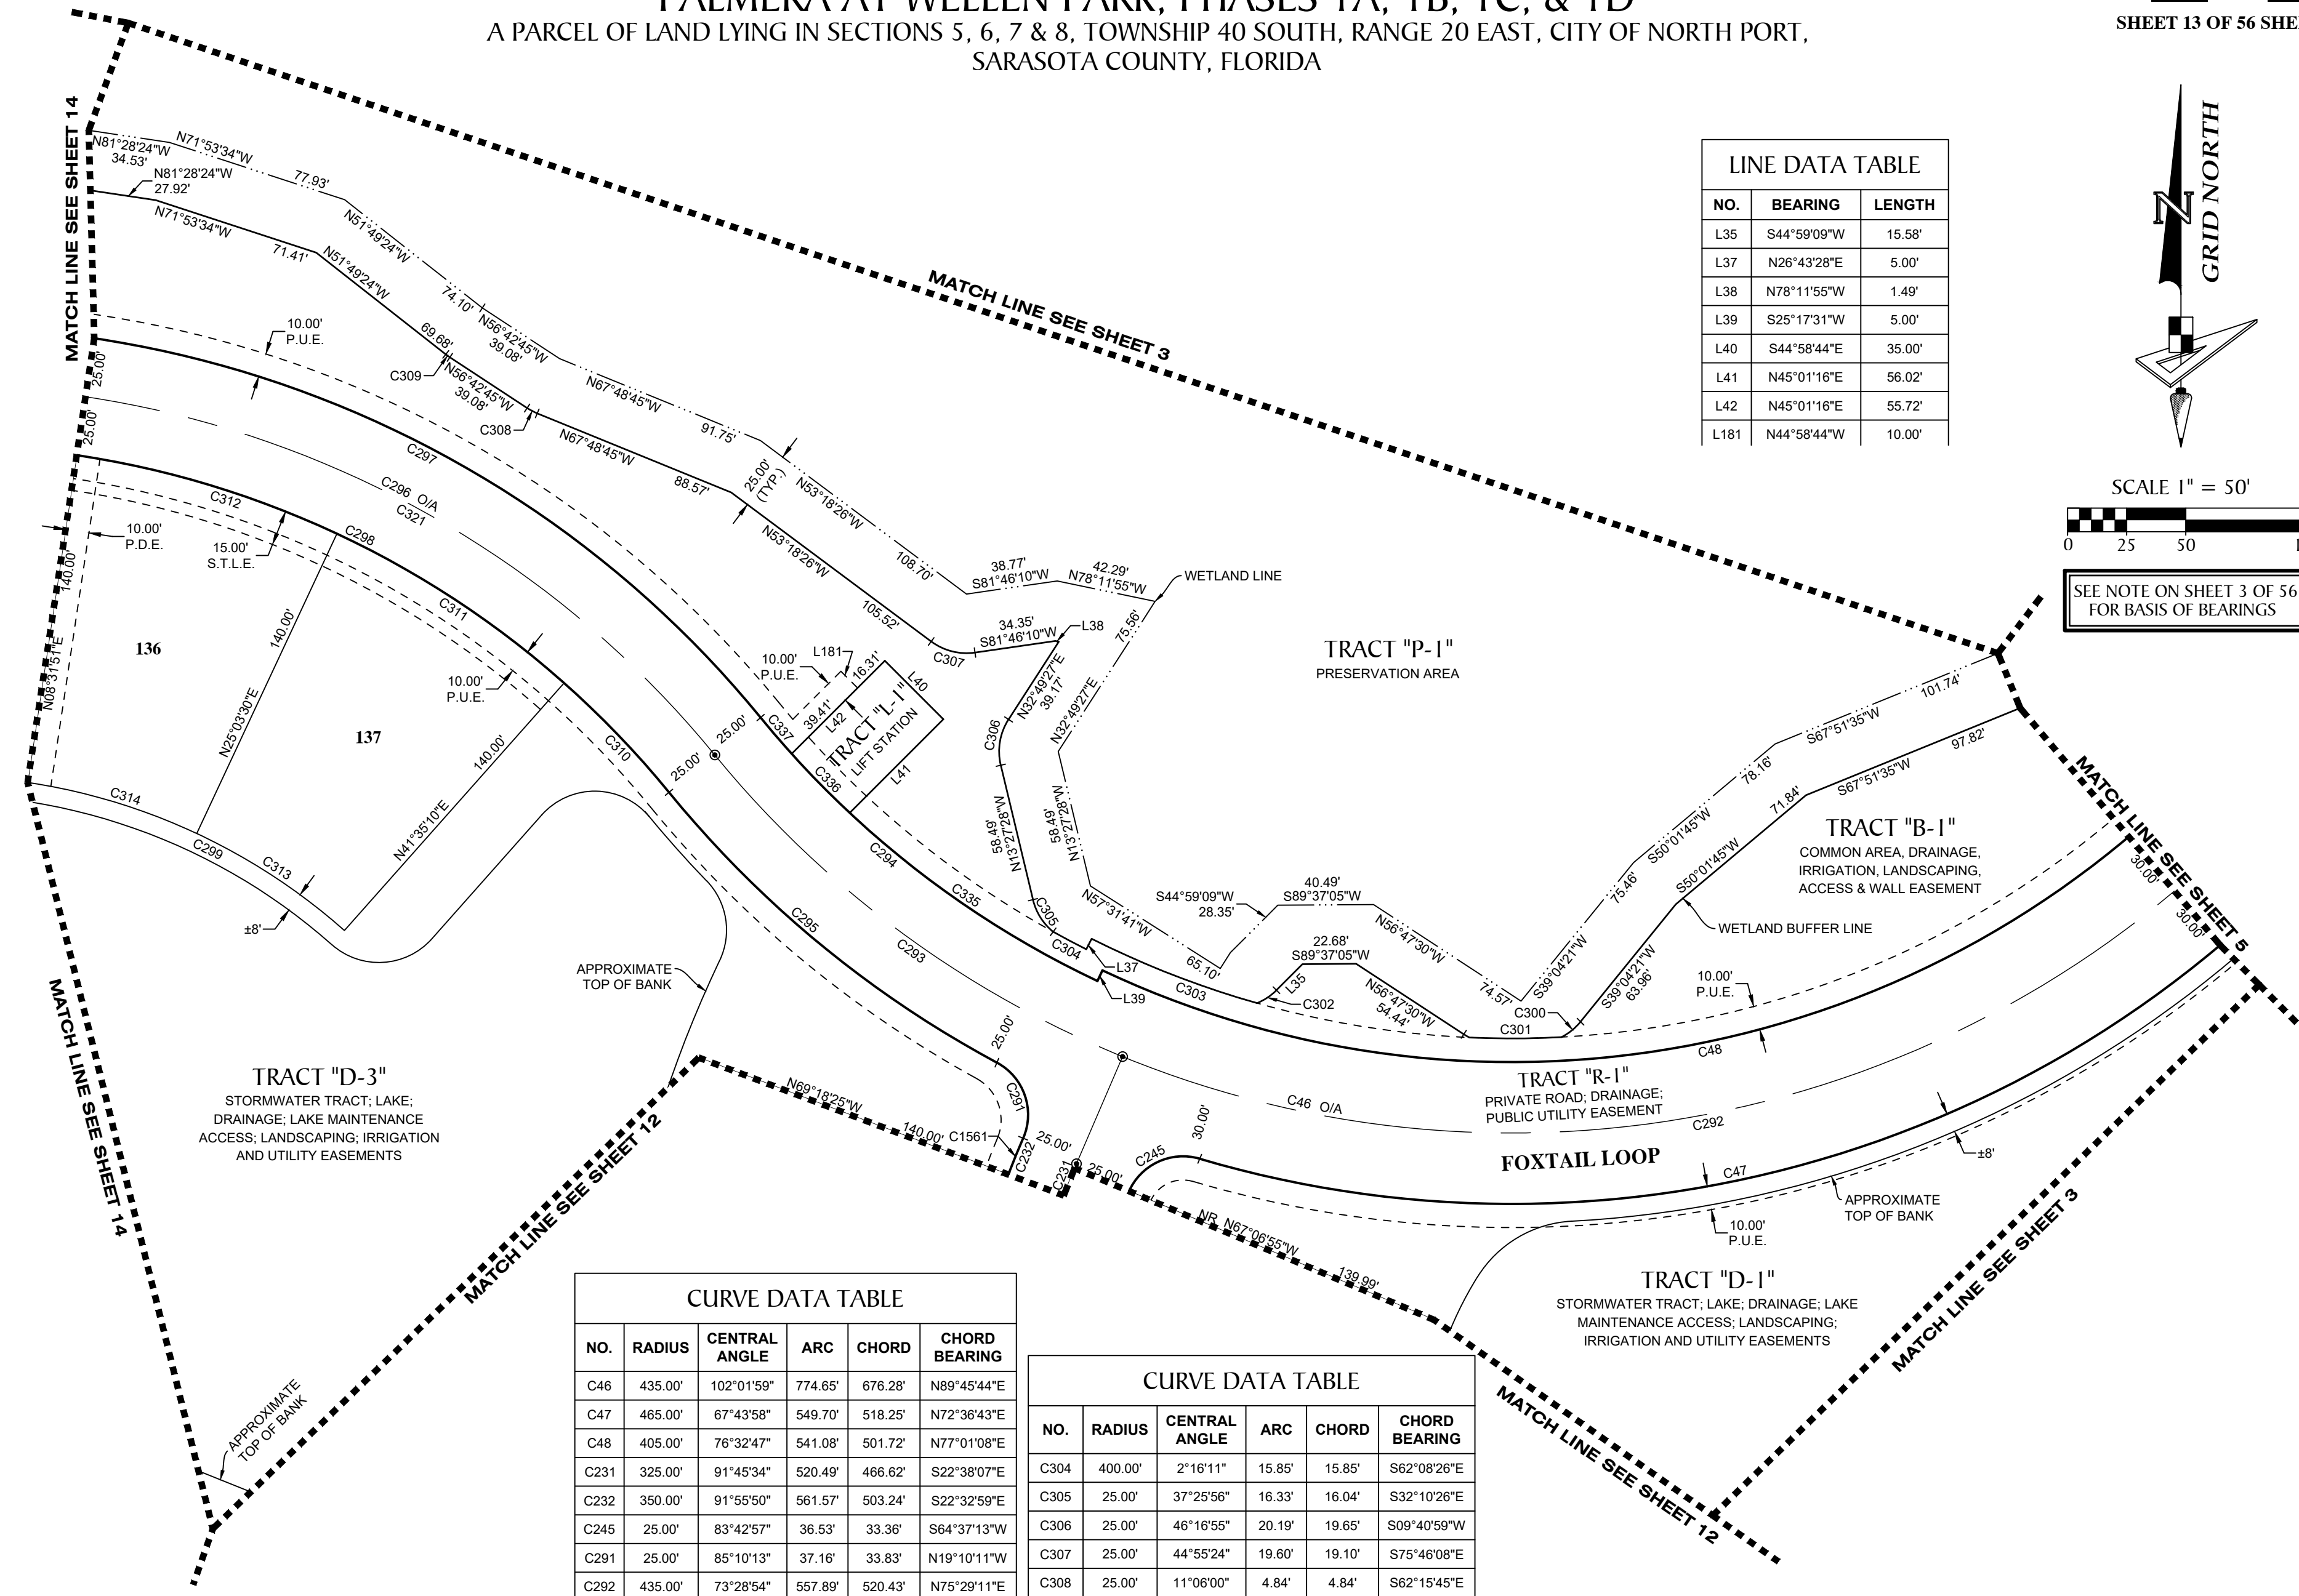 PALMERA AT WELLEN PARK, PHASES 1A, 1B, 1C, & 1D
A PARCEL OF LAND LYING IN SECTIONS 5, 6, 7 & 8, TOWNSHIP 40 SOUTH, RANGE 20 EAST, CITY OF NORTH PORT,
SARASOTA COUNTY, FLORIDA
SHEET 13 OF 56
MATCH LINE SEE SHEET 14
N81°28'24"W
34.53'
N71°53'34"W
77.93'
N81°28'24"W
27.92'
N71°53'34"W
71.41'
N51°49'24"W
74.10'
N51°49'24"W
69.68'
N56°42'45"W
39.08'
C309
N56°42'45"W
39.08'
C308
N67°48'45"W
91.75'
N67°48'45"W
88.57'
25.00'
(TYP.)
N53°18'26"W
108.70'
N53°18'26"W
105.52'
MATCH LINE SEE SHEET 3
LINE DATA TABLE
NO. BEARING LENGTH
L35 S44°59'09"W 15.58'
L37 N26°43'28"E 5.00'
L38 N78°11'55"W 1.49'
L39 S25°17'31"W 5.00'
L40 S44°58'44"E 35.00'
L41 N45°01'16"E 56.02'
L42 N45°01'16"E 55.72'
L181 N44°58'44"W 10.00'
N
GRID NORTH
SCALE 1" = 50'
0 25 50
SEE NOTE ON SHEET 3 OF 56
FOR BASIS OF BEARINGS
10.00'
P.U.E.
25.00'
25.00'
C297
C296 O/A
C321
C312
C298
10.00'
P.D.E.
15.00'
S.T.L.E.
140.00'
N08°31'51"E
136
140.00'
N25°03'30"E
C311
10.00'
P.U.E.
137
140.00'
N41°35'10"E
C310
C314
C299
C313
±8'
25.00'
25.00'
38.77'
S81°46'10"W
42.29'
N78°11'55"W
WETLAND LINE
34.35'
S81°46'10"W
L38
C307
75.56'
N32°49'27"E
N32°49'27"E
39.17'
C306
10.00'
P.U.E.
L181
16.31'
L40
39.41'
L42
TRACT "L-1"
LIFT STATION
L41
C337
C336
N13°27'28"W
58.49'
N13°27'28"W
58.49'
C294
C335
C305
C304
N57°31'41"W
65.10'
L37
L39
C303
TRACT "P-1"
PRESERVATION AREA
S44°59'09"W
28.35'
40.49'
S89°37'05"W
22.68'
S89°37'05"W
L35
C302
N56°47'30"W
74.57'
N56°47'30"W
54.44'
C301
C300
S39°04'21"W
75.46'
S39°04'21"W
63.96'
S50°01'45"W
78.16'
S50°01'45"W
71.84'
S67°51'35"W
101.74'
S67°51'35"W
97.82'
TRACT "B-1"
COMMON AREA, DRAINAGE,
IRRIGATION, LANDSCAPING,
ACCESS & WALL EASEMENT
WETLAND BUFFER LINE
10.00'
P.U.E.
MATCH LINE SEE SHEET 5
30.00'
30.00'
C295
C293
APPROXIMATE
TOP OF BANK
C48
TRACT "R-1"
PRIVATE ROAD; DRAINAGE;
PUBLIC UTILITY EASEMENT
C46 O/A
C292
FOXTAIL LOOP
C47
±8'
APPROXIMATE
TOP OF BANK
10.00'
P.U.E.
25.00'
C291
C1561
C232
25.00'
C231
25.00'
C245
30.00'
N69°18'25"W
140.00'
NR N67°06'55"W
139.99'
TRACT "D-3"
STORMWATER TRACT; LAKE;
DRAINAGE; LAKE MAINTENANCE
ACCESS; LANDSCAPING; IRRIGATION
AND UTILITY EASEMENTS
MATCH LINE SEE SHEET 14
MATCH LINE SEE SHEET 12
APPROXIMATE
TOP OF BANK
TRACT "D-1"
STORMWATER TRACT; LAKE; DRAINAGE; LAKE
MAINTENANCE ACCESS; LANDSCAPING;
IRRIGATION AND UTILITY EASEMENTS
MATCH LINE SEE SHEET 3
MATCH LINE SEE SHEET 12
CURVE DATA TABLE
NO. RADIUS CENTRAL ANGLE ARC CHORD CHORD BEARING
C46 435.00' 102°01'59" 774.65' 676.28' N89°45'44"E
C47 465.00' 67°43'58" 549.70' 518.25' N72°36'43"E
C48 405.00' 76°32'47" 541.08' 501.72' N77°01'08"E
C231 325.00' 91°45'34" 520.49' 466.62' S22°38'07"E
C232 350.00' 91°55'50" 561.57' 503.24' S22°32'59"E
C245 25.00' 83°42'57" 36.53' 33.36' S64°37'13"W
C291 25.00' 85°10'13" 37.16' 33.83' N19°10'11"W
C292 435.00' 73°28'54" 557.89' 520.43' N75°29'11"E
CURVE DATA TABLE
NO. RADIUS CENTRAL ANGLE ARC CHORD CHORD BEARING
C304 400.00' 2°16'11" 15.85' 15.85' S62°08'26"E
C305 25.00' 37°25'56" 16.33' 16.04' S32°10'26"E
C306 25.00' 46°16'55" 20.19' 19.65' S09°40'59"W
C307 25.00' 44°55'24" 19.60' 19.10' S75°46'08"E
C308 25.00' 11°06'00" 4.84' 4.84' S62°15'45"E